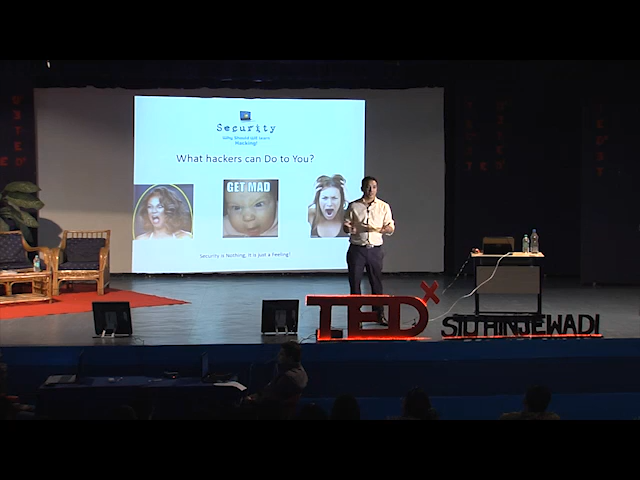 Security
Why Should we learn
Hacking!
What hackers can Do to You?
GET MAD
Security is Nothing, it is just a Feeling!
TEDx
SIU HINJEWADI